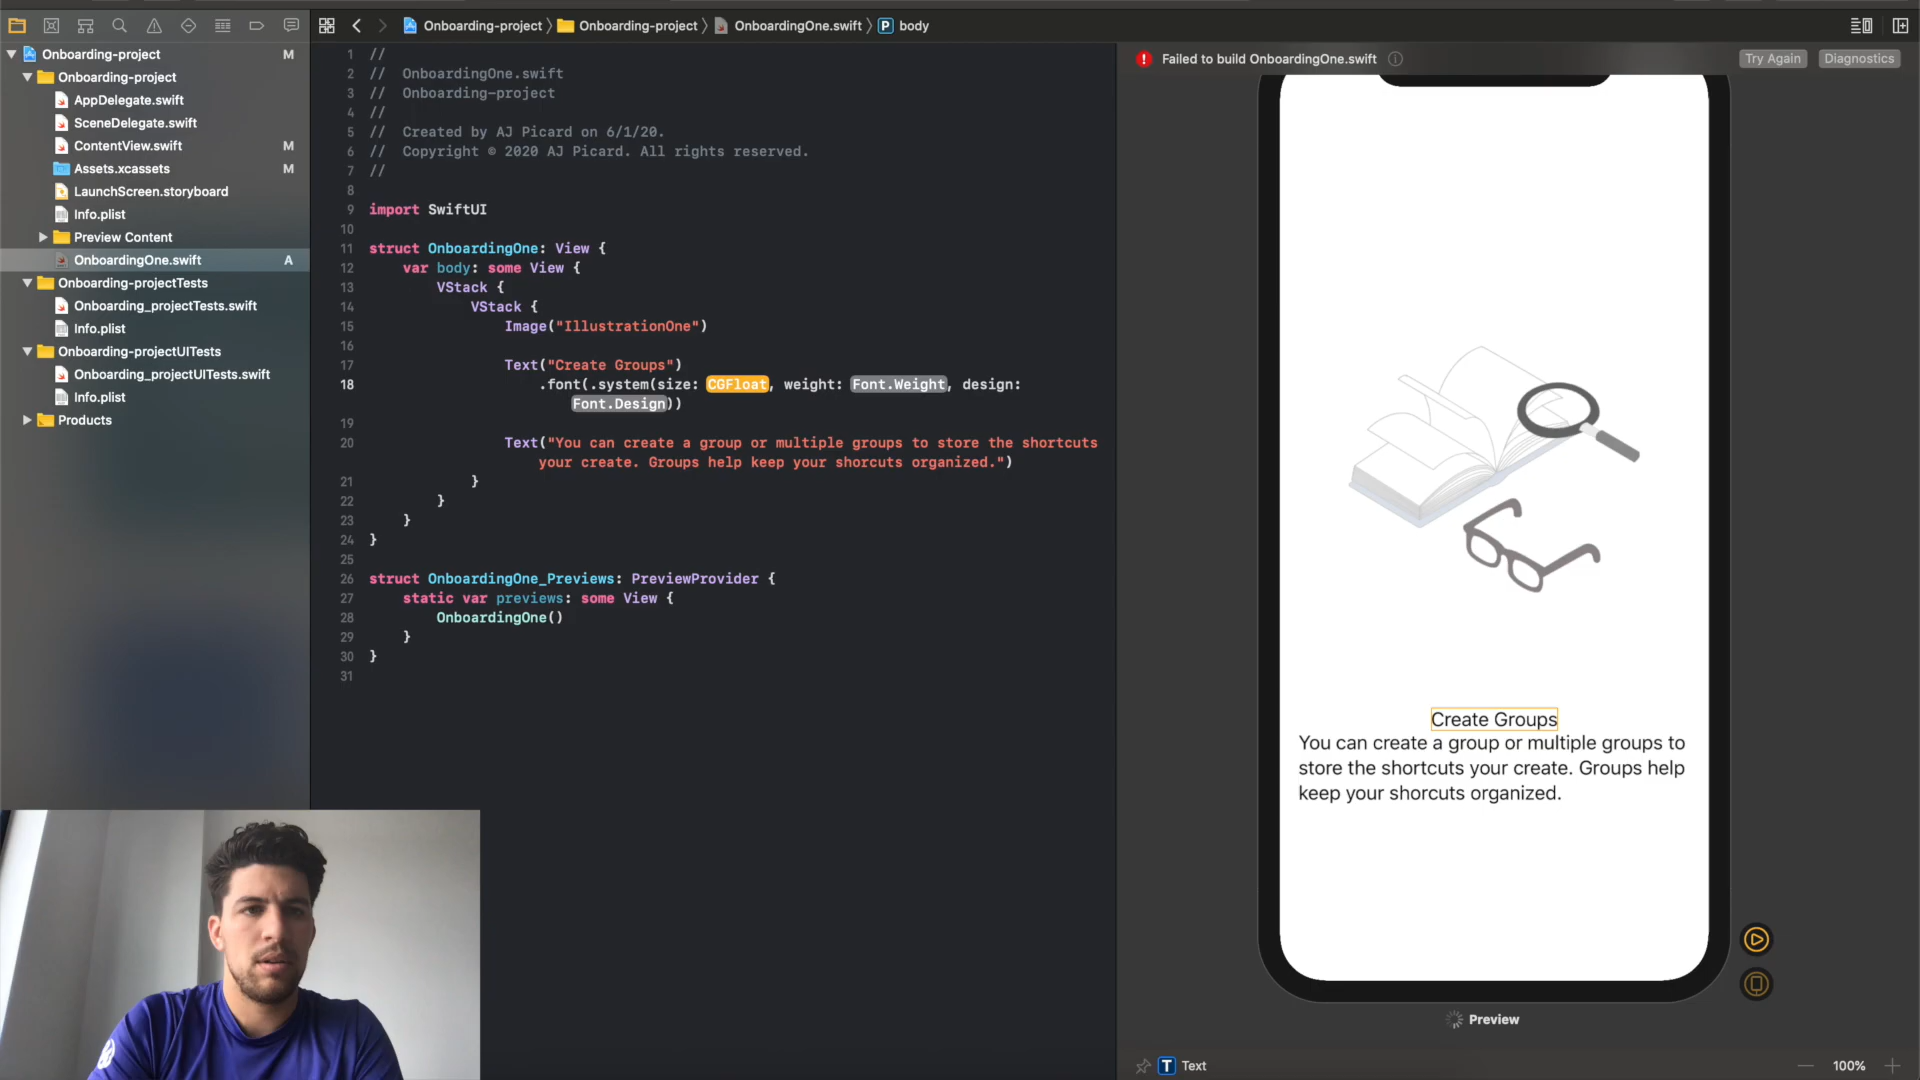 Onboarding-project 〉 Onboarding-project 〉 OnboardingOne.swift 〉 P body
Onboarding-project M
Onboarding-project
AppDelegate.swift
SceneDelegate.swift
ContentView.swift M
Assets.xcassets M
LaunchScreen.storyboard
Info.plist
Preview Content
OnboardingOne.swift A
Onboarding-projectTests
Onboarding_projectTests.swift
Info.plist
Onboarding-projectUITests
Onboarding_projectUITests.swift
Info.plist
Products
1 //
2 // OnboardingOne.swift
3 // Onboarding-project
4 //
5 // Created by AJ Picard on 6/1/20.
6 // Copyright © 2020 AJ Picard. All rights reserved.
7 //
8
9 import SwiftUI
10
11 struct OnboardingOne: View {
12 var body: some View {
13 VStack {
14 VStack {
15 Image("IllustrationOne")
16
17 Text("Create Groups")
18 .font(.system(size: CGFloat, weight: Font.Weight, design:
Font.Design))
19
20 Text("You can create a group or multiple groups to store the shortcuts
your create. Groups help keep your shorcuts organized.")
21 }
22 }
23 }
24 }
25
26 struct OnboardingOne_Previews: PreviewProvider {
27 static var previews: some View {
28 OnboardingOne()
29 }
30 }
31
! Failed to build OnboardingOne.swift
Try Again Diagnostics
Create Groups
You can create a group or multiple groups to
store the shortcuts your create. Groups help
keep your shorcuts organized.
Preview
T Text
100%